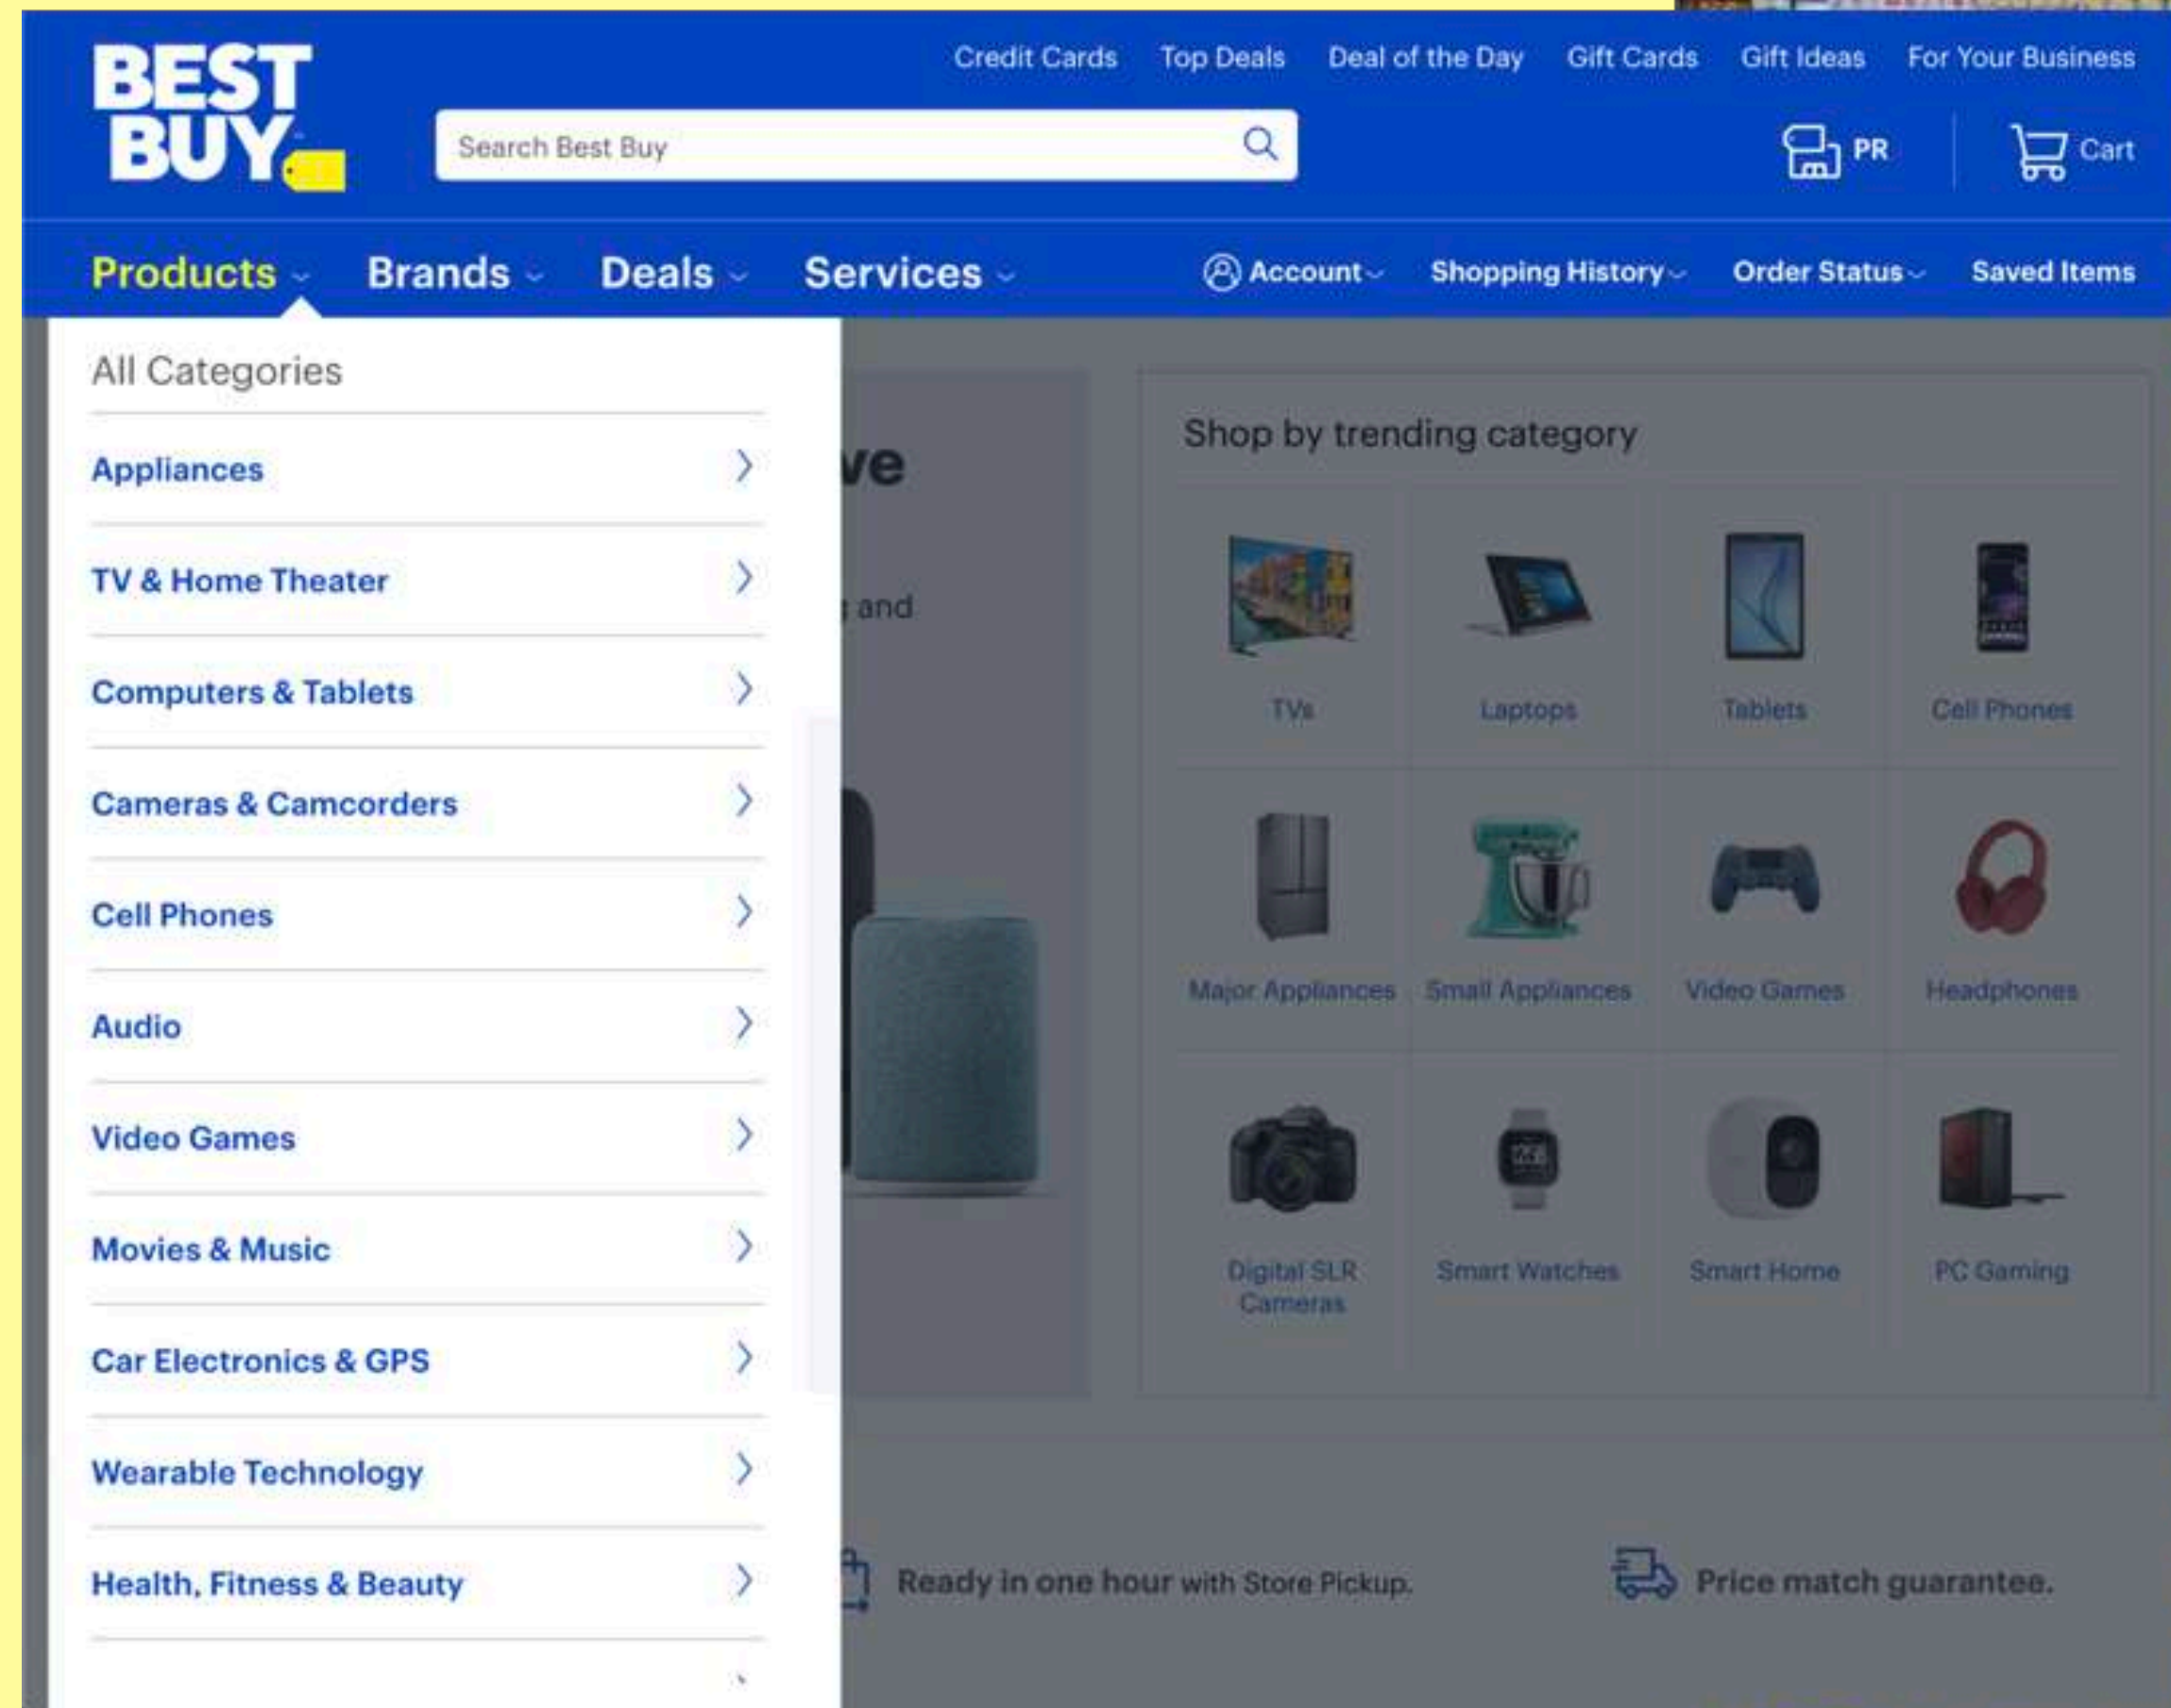 BEST
BUY
Credit Cards Top Deals Deal of the Day Gift Cards Gift Ideas For Your Business
Search Best Buy
PR
Cart
Products Brands Deals Services
Account Shopping History Order Status Saved Items
All Categories
Appliances
TV & Home Theater
Computers & Tablets
Cameras & Camcorders
Cell Phones
Audio
Video Games
Movies & Music
Car Electronics & GPS
Wearable Technology
Health, Fitness & Beauty
ve
and
Shop by trending category
TVs Laptops Tablets Cell Phones
Major Appliances Small Appliances Video Games Headphones
Digital SLR Smart Watches Smart Home PC Gaming
Cameras
Ready in one hour with Store Pickup.
Price match guarantee.